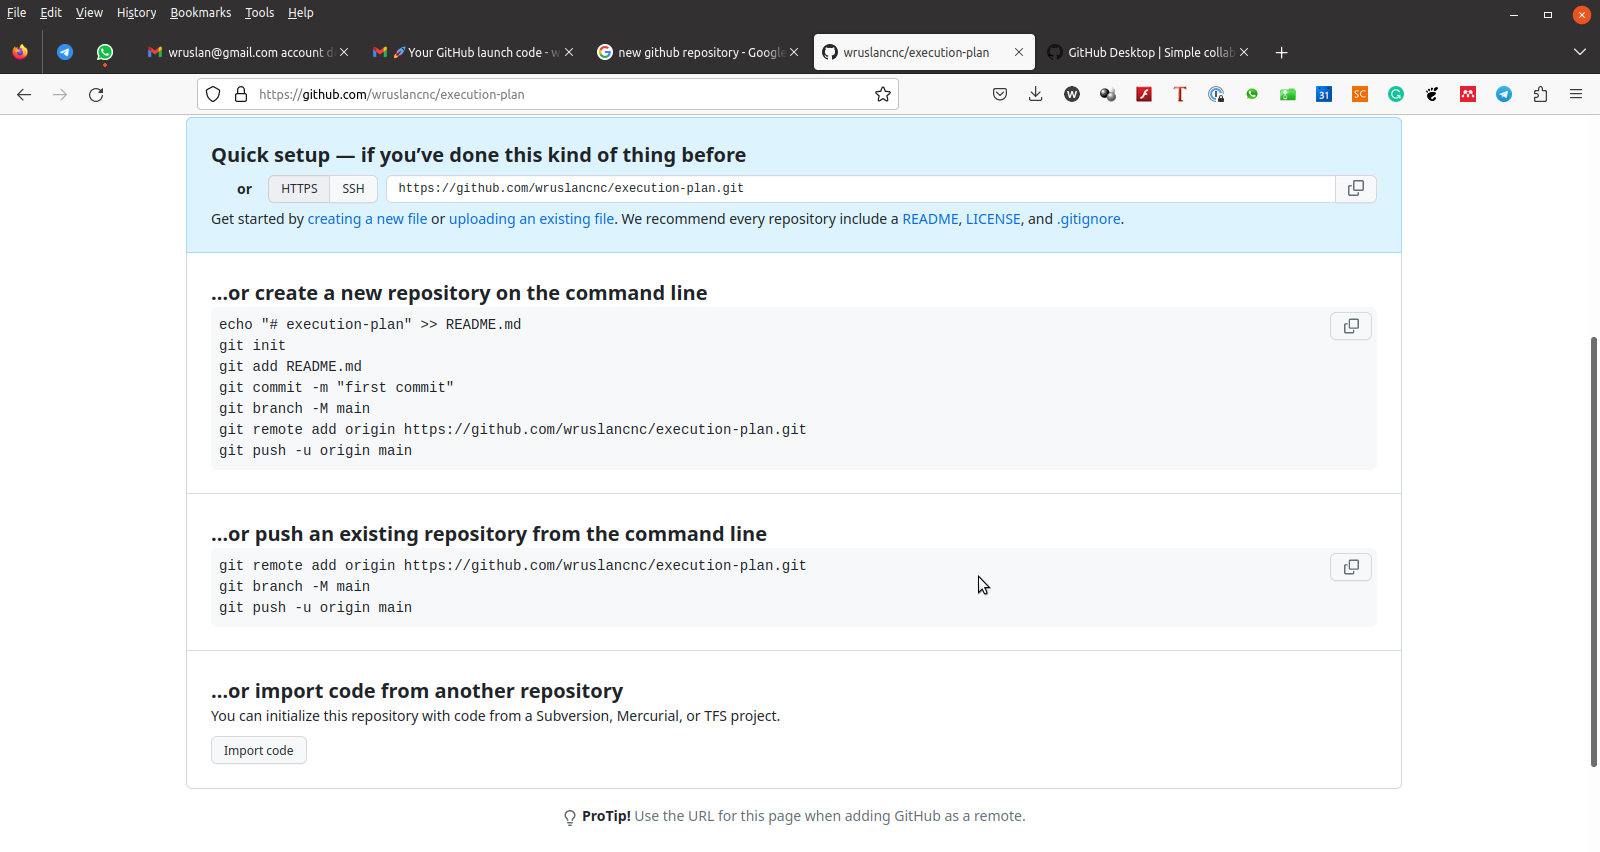 File Edit View History Bookmarks Tools Help
wruslan@gmail.com account d
Your GitHub launch code - w
new github repository - Google
wruslancnc/execution-plan
GitHub Desktop | Simple collab
https://github.com/wruslancnc/execution-plan
W
T
31
SC
Quick setup — if you’ve done this kind of thing before
or HTTPS SSH https://github.com/wruslancnc/execution-plan.git
Get started by creating a new file or uploading an existing file. We recommend every repository include a README, LICENSE, and .gitignore.
…or create a new repository on the command line
echo "# execution-plan" >> README.md
git init
git add README.md
git commit -m "first commit"
git branch -M main
git remote add origin https://github.com/wruslancnc/execution-plan.git
git push -u origin main
…or push an existing repository from the command line
git remote add origin https://github.com/wruslancnc/execution-plan.git
git branch -M main
git push -u origin main
…or import code from another repository
You can initialize this repository with code from a Subversion, Mercurial, or TFS project.
Import code
ProTip! Use the URL for this page when adding GitHub as a remote.